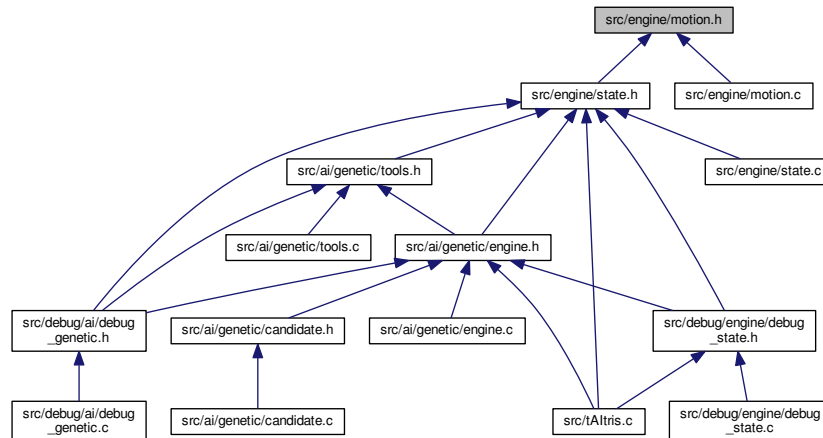 src/engine/motion.h
src/engine/state.h
src/engine/motion.c
src/ai/genetic/tools.h
src/engine/state.c
src/ai/genetic/tools.c
src/ai/genetic/engine.h
src/debug/ai/debug
_genetic.h
src/ai/genetic/candidate.h
src/ai/genetic/engine.c
src/debug/engine/debug
_state.h
src/debug/ai/debug
_genetic.c
src/ai/genetic/candidate.c
src/tAItris.c
src/debug/engine/debug
_state.c